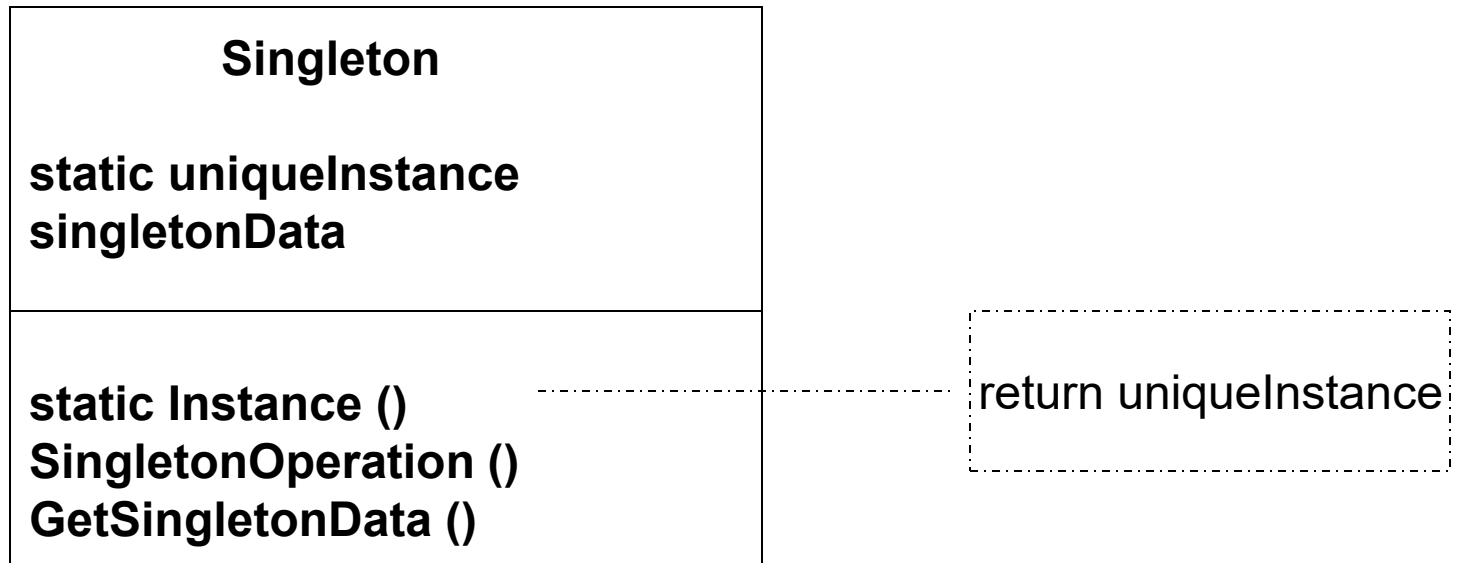 Singleton
static uniqueInstance
singletonData
static Instance ()
return uniqueInstance
SingletonOperation ()
GetSingletonData ()